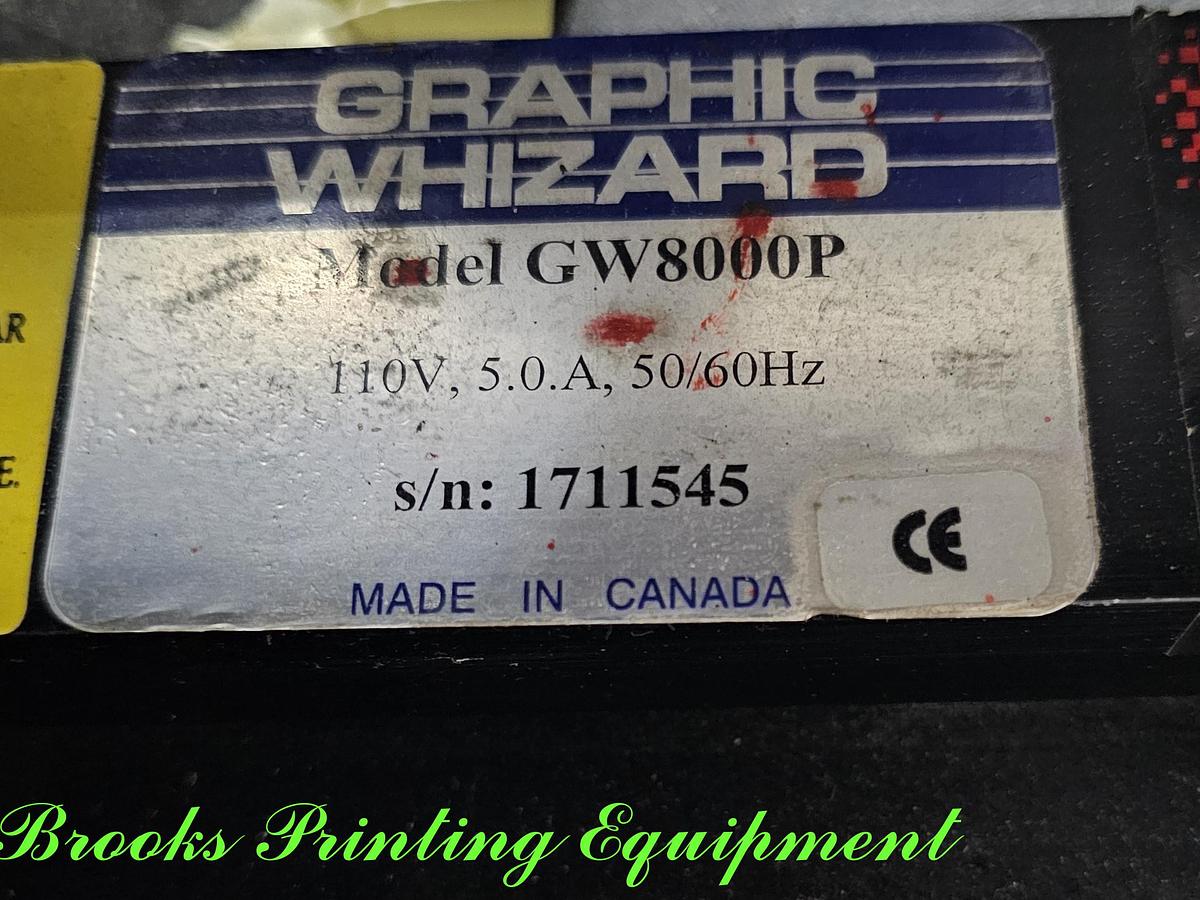 GRAPHIC
WHIZARD
Model GW8000P
110V, 5.0.A, 50/60Hz
s/n: 1711545
CE
MADE IN CANADA
Brooks Printing Equipment